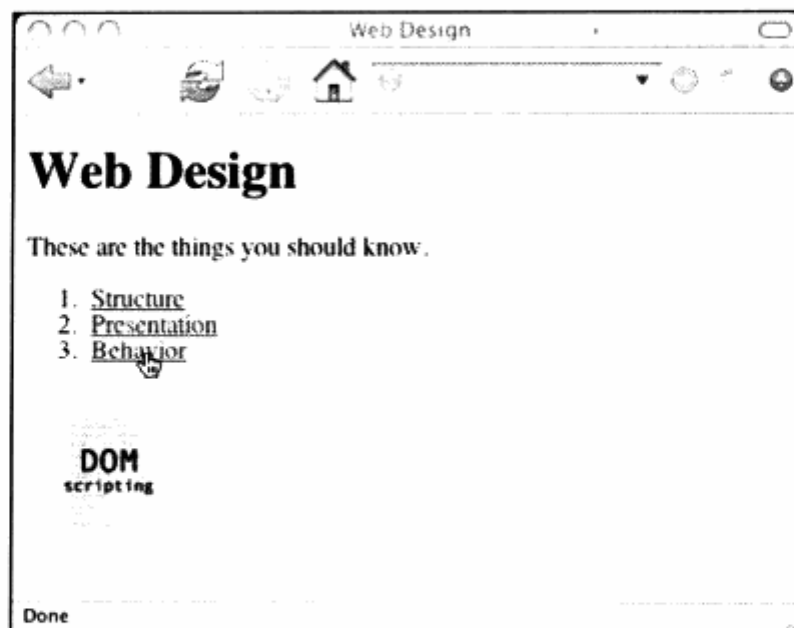 Web Design
Web Design
These are the things you should know.
1. Structure
2. Presentation
3. Behavior
DOM
scripting
Done